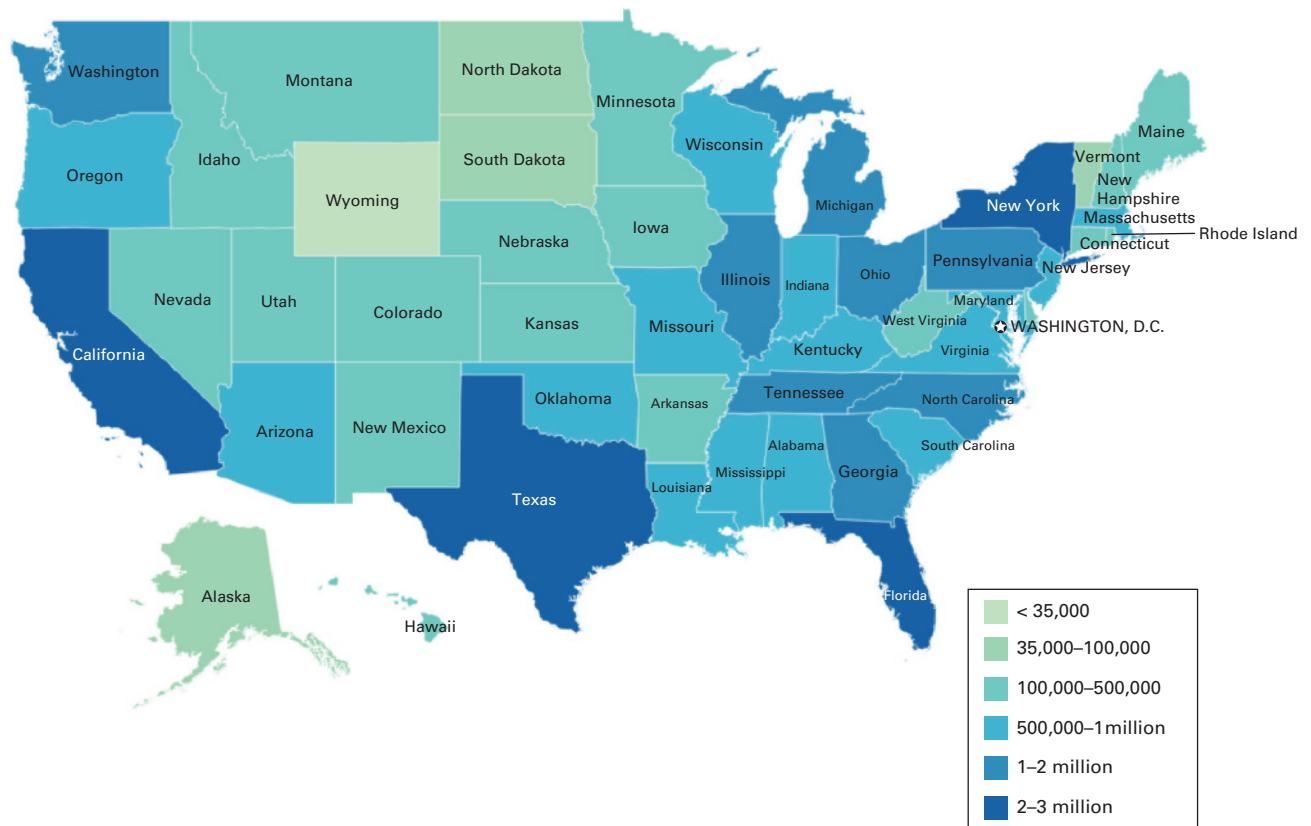 Washington
Montana
North Dakota
Minnesota
Oregon
Idaho
Wyoming
South Dakota
Wisconsin
Michigan
New York
Vermont
Maine
New
Hampshire
Massachusetts
Rhode Island
Connecticut
Nevada
Utah
Colorado
Nebraska
Iowa
Illinois
Indiana
Ohio
Pennsylvania
New Jersey
Maryland
WASHINGTON, D.C.
California
Kansas
Missouri
Kentucky
West Virginia
Virginia
Arizona
New Mexico
Oklahoma
Arkansas
Tennessee
North Carolina
South Carolina
Texas
Louisiana
Mississippi
Alabama
Georgia
Florida
Alaska
Hawaii
< 35,000
35,000–100,000
100,000–500,000
500,000–1million
1–2 million
2–3 million